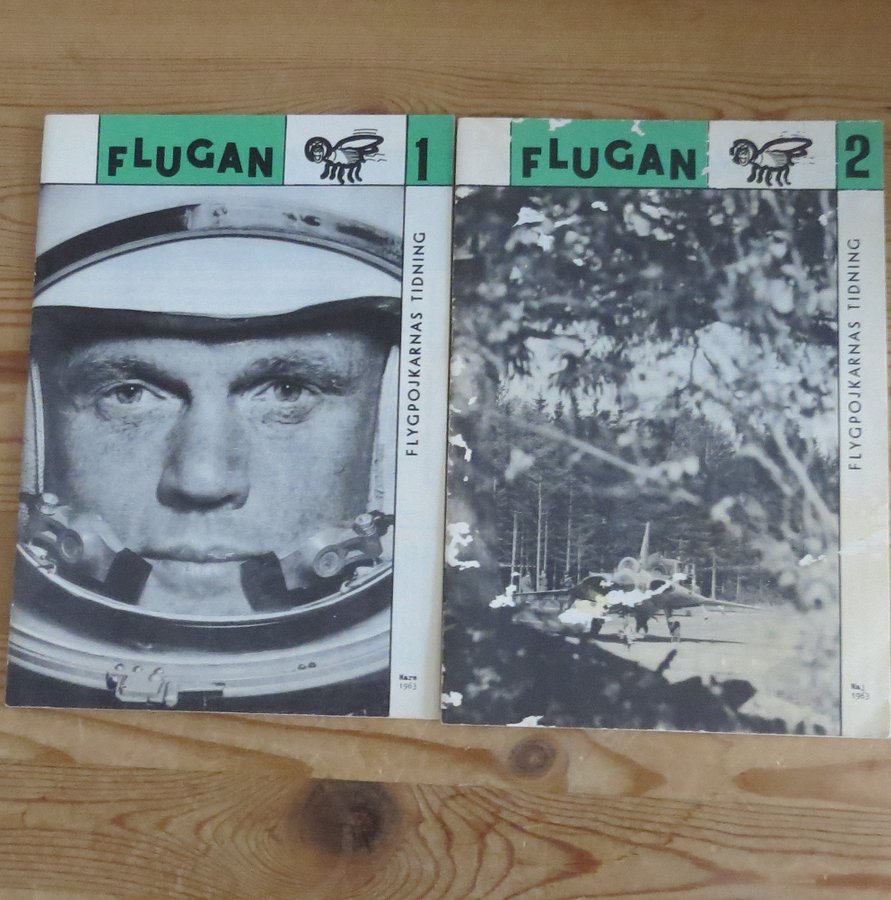 FLUGAN
1
FLYGPOJKARNAS TIDNING
Mars
1963
FLUGAN
2
FLYGPOJKARNAS TIDNING
Maj
1963